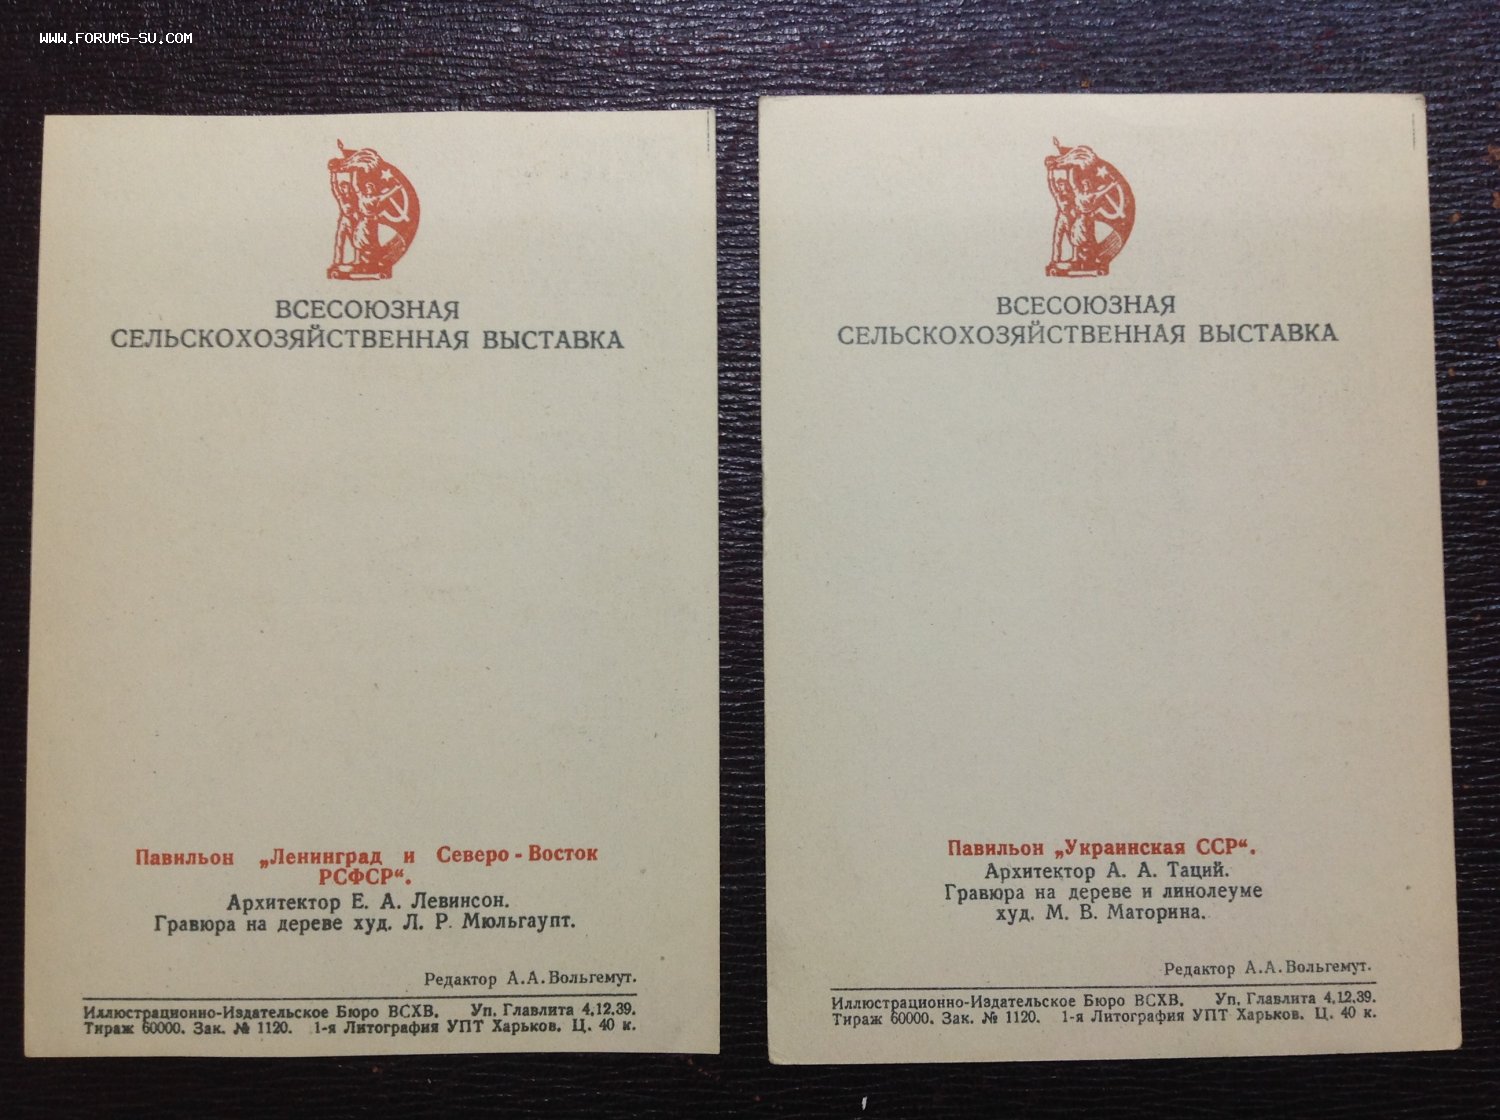 WWW.FORUMS-SU.COM
ВСЕСОЮЗНАЯ
СЕЛЬСКОХОЗЯЙСТВЕННАЯ ВЫСТАВКА
Павильон „Ленинград и Северо-Восток
РСФСР“.
Архитектор Е. А. Левинсон.
Гравюра на дереве худ. Л. Р. Мюльгаупт.
Редактор А.А.Вольгемут.
Иллюстрационно-Издательское Бюро ВСХВ. Уп. Главлита 4.12.39.
Тираж 60000. Зак. № 1120. 1-я Литография УПТ Харьков. Ц. 40 к.
ВСЕСОЮЗНАЯ
СЕЛЬСКОХОЗЯЙСТВЕННАЯ ВЫСТАВКА
Павильон „Украинская ССР“.
Архитектор А. А. Таций.
Гравюра на дереве и линолеуме
худ. М. В. Маторина.
Редактор А.А.Вольгемут.
Иллюстрационно-Издательское Бюро ВСХВ. Уп. Главлита 4.12.39.
Тираж 60000. Зак. № 1120. 1-я Литография УПТ Харьков. Ц. 40 к.